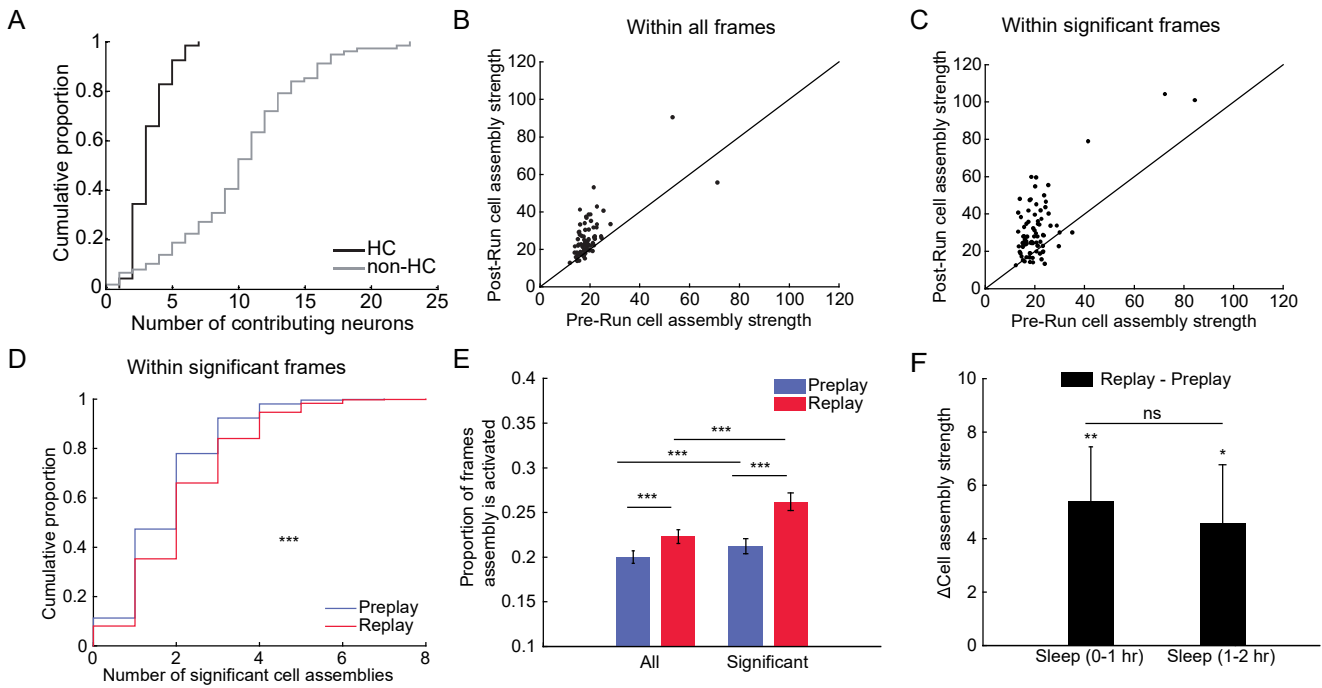 A
1
0.8
0.6
0.4
0.2
0
Cumulative proportion
HC
non-HC
0
5
10
15
20
25
Number of contributing neurons
B
Within all frames
120
100
80
60
40
20
0
Post-Run cell assembly strength
0
20
40
60
80
100
120
Pre-Run cell assembly strength
C
Within significant frames
120
100
80
60
40
20
0
Post-Run cell assembly strength
0
20
40
60
80
100
120
Pre-Run cell assembly strength
D
Within significant frames
1
0.8
0.6
0.4
0.2
0
Cumulative proportion
***
Preplay
Replay
0
2
4
6
8
Number of significant cell assemblies
E
0.4
0.35
0.3
0.25
0.2
0.15
0.1
Proportion of frames
assembly is activated
Preplay
Replay
***
***
***
***
All
Significant
F
Replay - Preplay
10
8
6
4
2
0
ΔCell assembly strength
ns
**
*
Sleep (0-1 hr)
Sleep (1-2 hr)